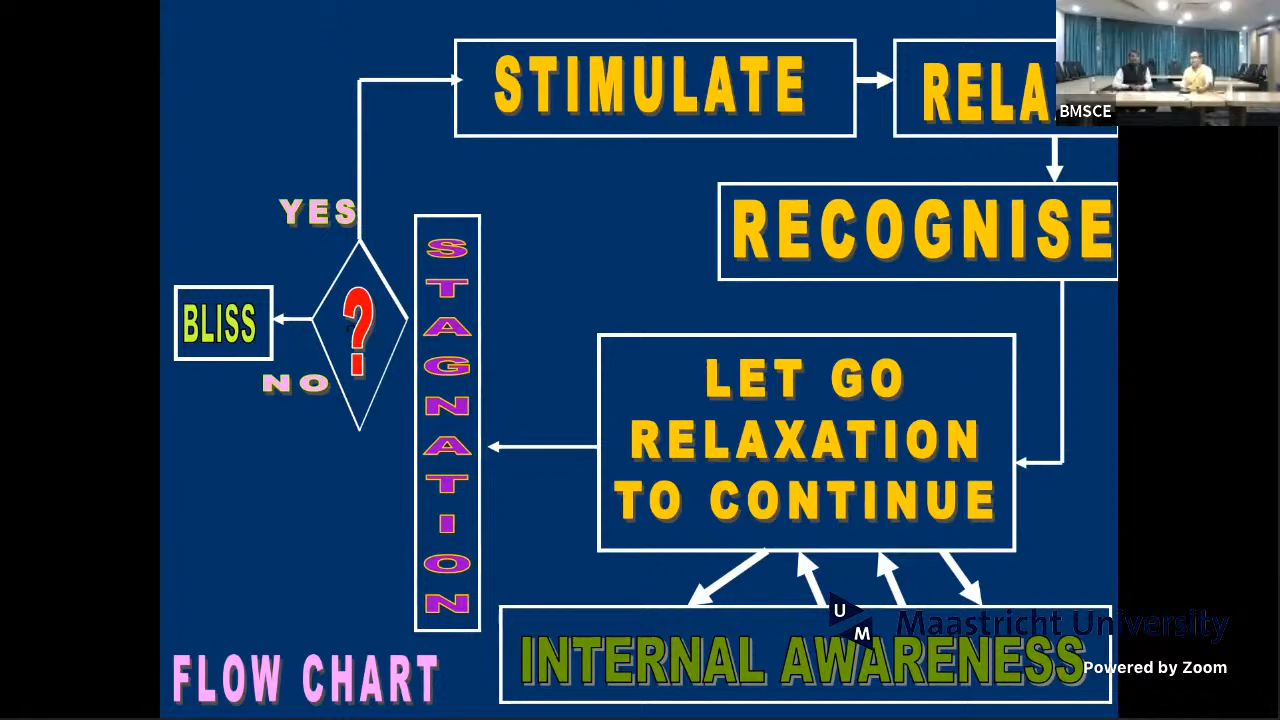 STIMULATE
RELA
BMSCE
YES
RECOGNISE
STAGNATION
?
BLISS
NO
LET GO
RELAXATION
TO CONTINUE
INTERNAL AWARENESS
UM
Maastricht University
Powered by Zoom
FLOW CHART